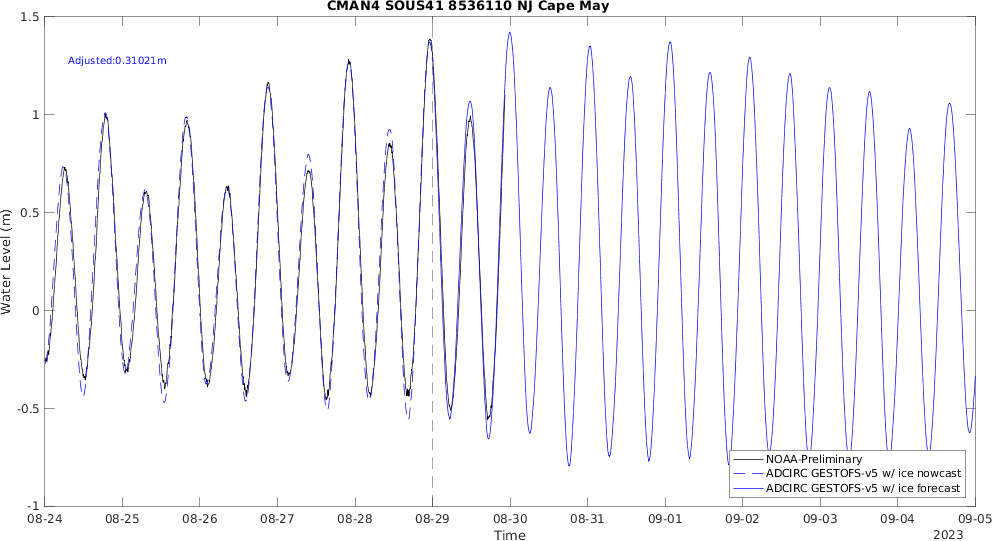 CMAN4 SOUS41 8536110 NJ Cape May
Adjusted:0.31021m
Water Level (m)
1.5
1
0.5
0
-0.5
-1
NOAA-Preliminary
ADCIRC GESTOFS-v5 w/ ice nowcast
ADCIRC GESTOFS-v5 w/ ice forecast
08-24 08-25 08-26 08-27 08-28 08-29 08-30 08-31 09-01 09-02 09-03 09-04 09-05
Time
2023